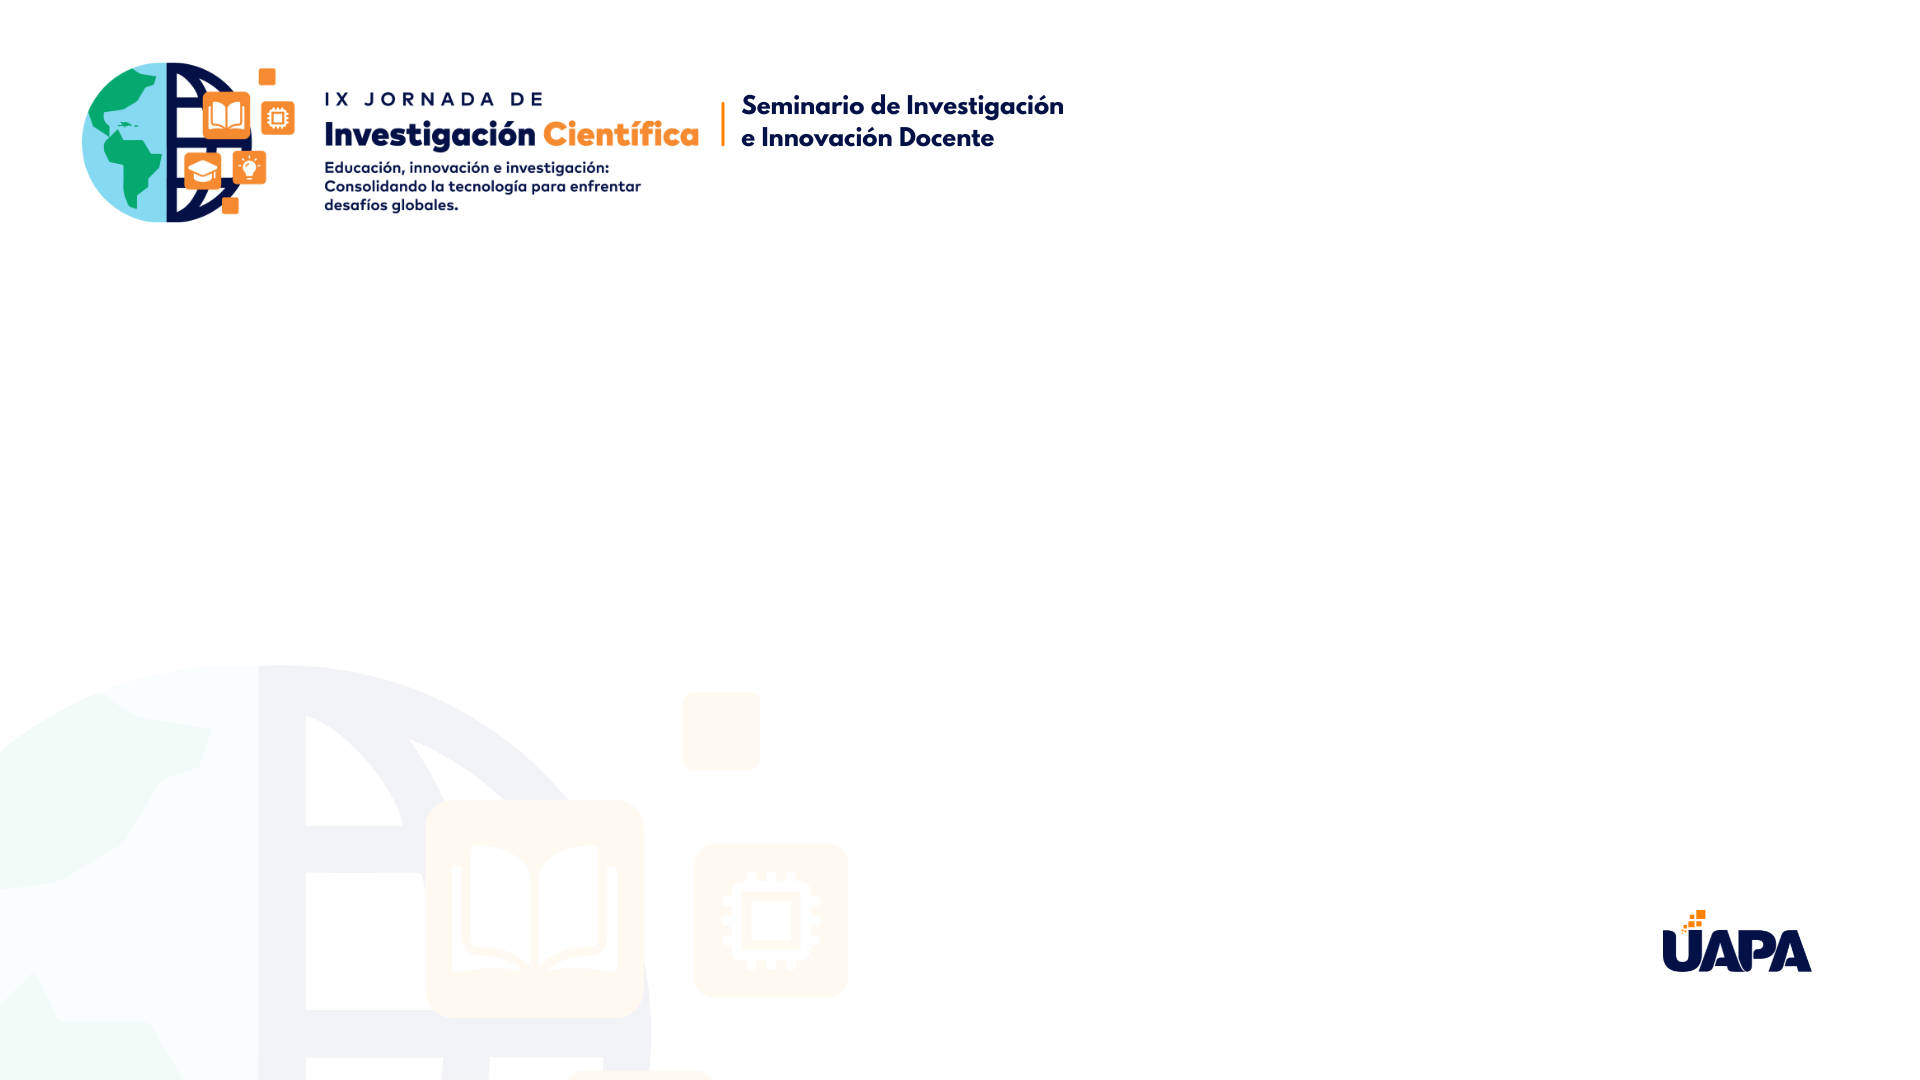 IX JORNADA DE
Investigación Científica
Educación, innovación e investigación:
Consolidando la tecnología para enfrentar
desafíos globales.
Seminario de Investigación
e Innovación Docente
UAPA